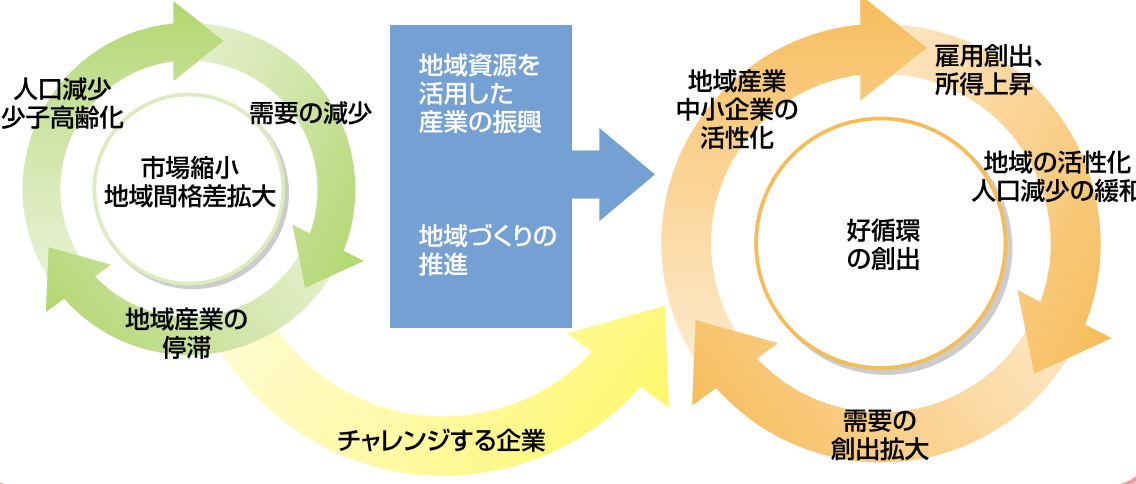 人口減少
少子高齢化
需要の減少
市場縮小
地域間格差拡大
地域産業の
停滞
地域資源を
活用した
産業の振興
地域づくりの
推進
チャレンジする企業
地域産業
中小企業の
活性化
雇用創出、
所得上昇
地域の活性化
人口減少の緩和
好循環
の創出
需要の
創出拡大